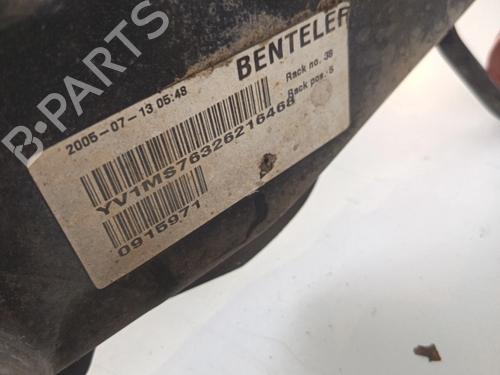 B-PARTS
2005-07-13 05:48
BENTELER
Rack no. 38
Rack pos. 5
YV1MS76326216468
0915971